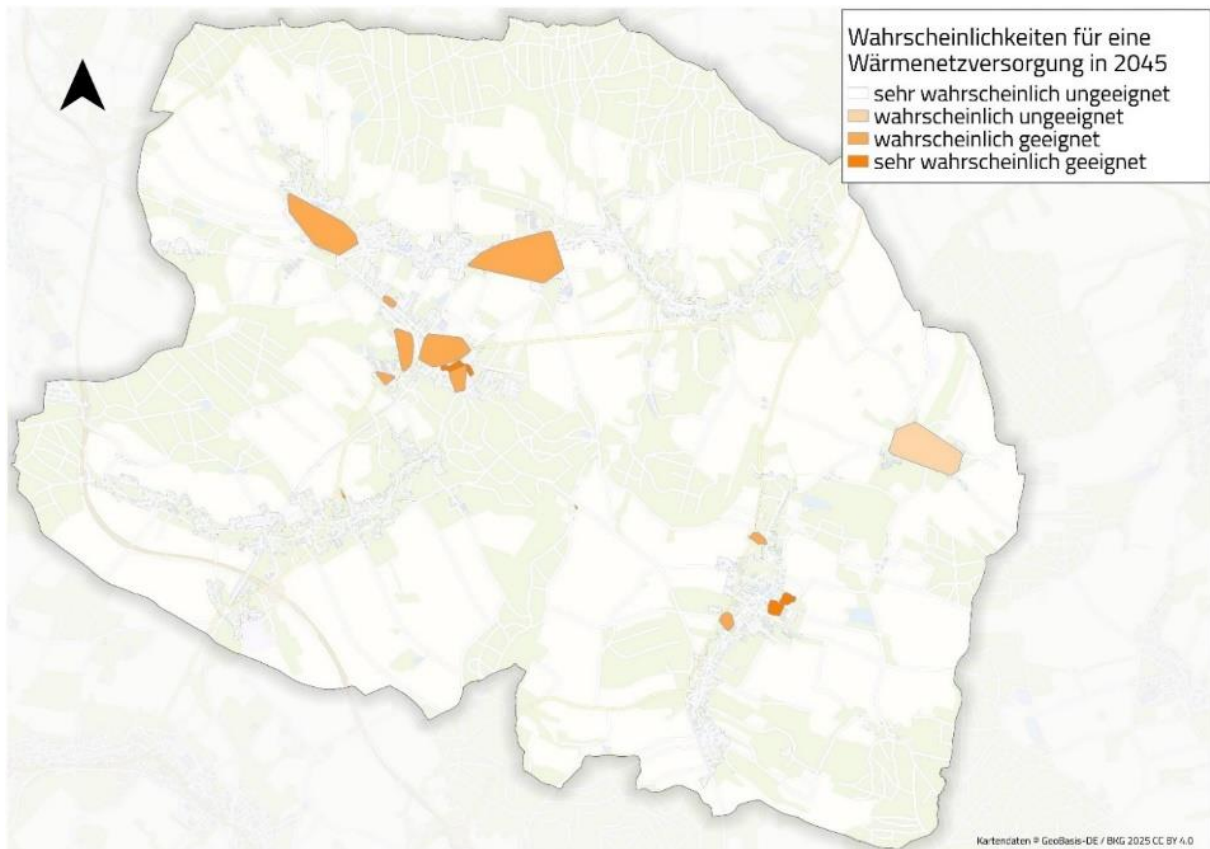 Wahrscheinlichkeiten für eine
Wärmenetzversorgung in 2045
sehr wahrscheinlich ungeeignet
wahrscheinlich ungeeignet
wahrscheinlich geeignet
sehr wahrscheinlich geeignet
Kartendaten © GeoBasis-DE / BKG 2025 CC BY 4.0